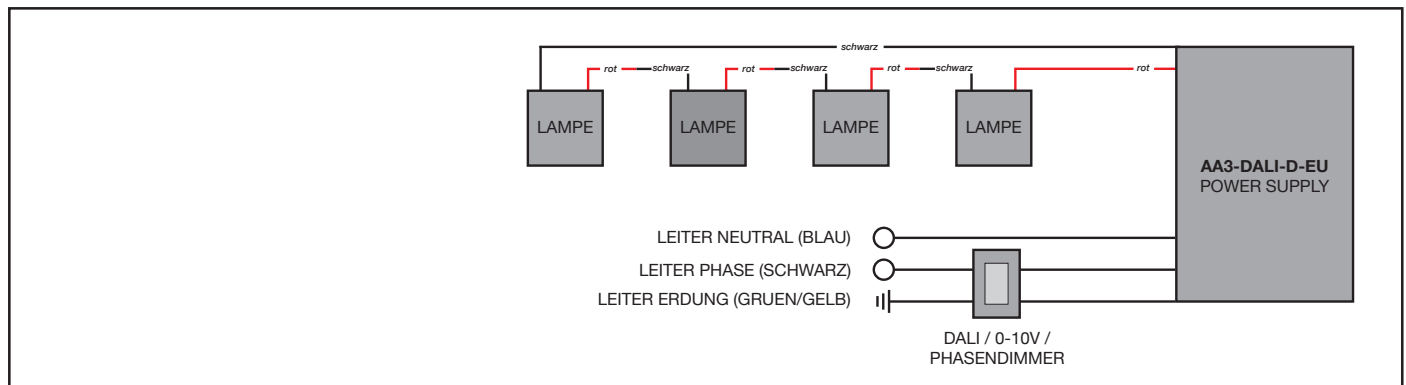 schwarz
rot schwarz rot schwarz rot schwarz rot
LAMPE LAMPE LAMPE LAMPE
AA3-DALI-D-EU
POWER SUPPLY
LEITER NEUTRAL (BLAU)
LEITER PHASE (SCHWARZ)
LEITER ERDUNG (GRUEN/GELB)
DALI / 0-10V /
PHASENDIMMER